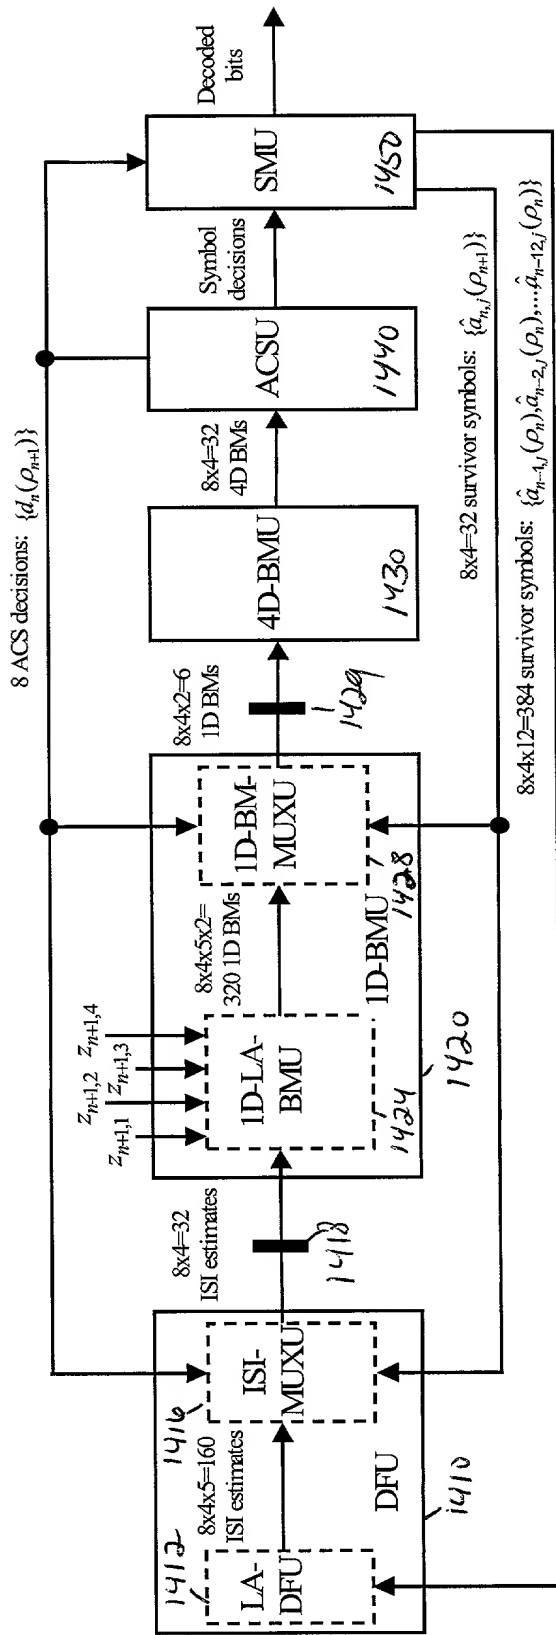 8 ACS decisions: {d_n(ρ_{n+1})}
z_{n+1,1}
z_{n+1,2}
z_{n+1,3}
z_{n+1,4}
1412
LA-
DFU
8x4x5=160
ISI estimates
1416
ISI-
MUXU
DFU
1410
8x4=32
ISI estimates
1418
1D-LA-
BMU
1424
8x4x5x2=
320 1D BMs
1D-BM-
MUXU
1428
1D-BMU
1420
8x4x2=6
1D BMs
1429
4D-BMU
1430
8x4=32
4D BMs
ACSU
1440
Symbol
decisions
SMU
1450
Decoded
bits
8x4=32 survivor symbols: {â_{n,j}(ρ_{n+1})}
8x4x12=384 survivor symbols: {â_{n-1,j}(ρ_n),â_{n-2,j}(ρ_n),...â_{n-12,j}(ρ_n)}